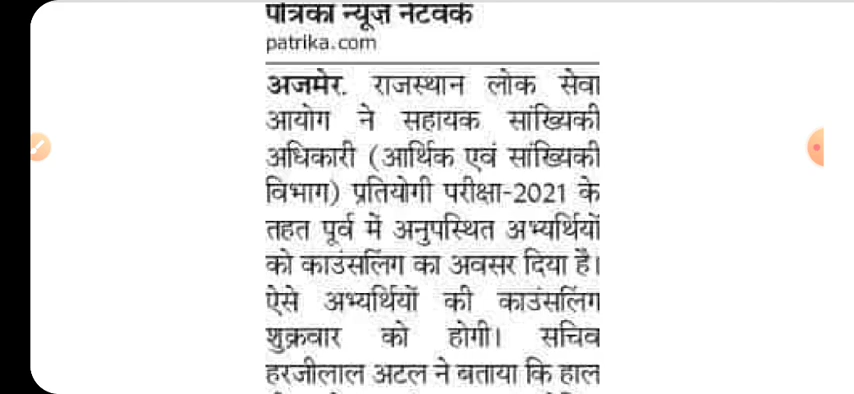 पत्रिका न्यूज नेटवर्क
patrika.com
अजमेर. राजस्थान लोक सेवा
आयोग ने सहायक सांख्यिकी
अधिकारी (आर्थिक एवं सांख्यिकी
विभाग) प्रतियोगी परीक्षा-2021 के
तहत पूर्व में अनुपस्थित अभ्यर्थियों
को काउंसलिंग का अवसर दिया है।
ऐसे अभ्यर्थियों की काउंसलिंग
शुक्रवार को होगी। सचिव
हरजीलाल अटल ने बताया कि हाल